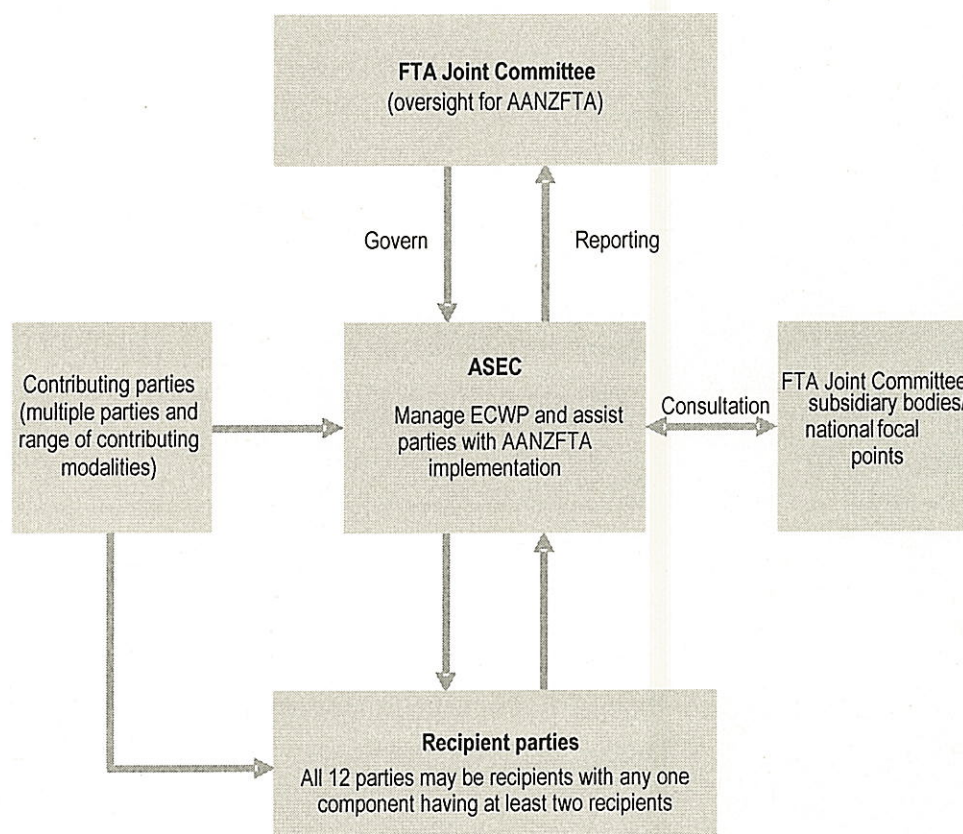 FTA Joint Committee
(oversight for AANZFTA)
Govern
Reporting
Contributing parties
(multiple parties and
range of contributing
modalities)
ASEC
Manage ECWP and assist
parties with AANZFTA
implementation
Consultation
FTA Joint Committee
subsidiary bodies/
national focal
points
Recipient parties
All 12 parties may be recipients with any one
component having at least two recipients